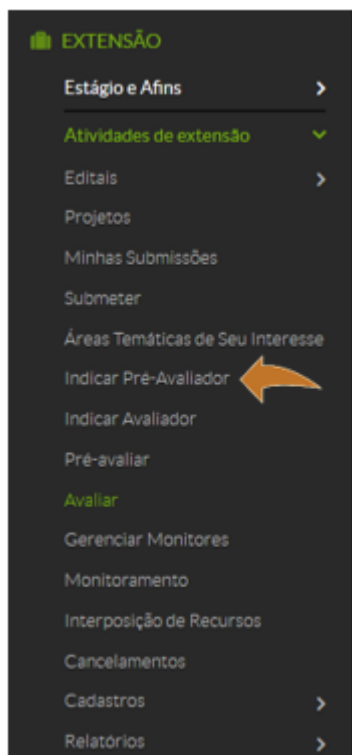 EXTENSÃO
Estágio e Afins
Atividades de extensão
Editais
Projetos
Minhas Submissões
Submeter
Áreas Temáticas de Seu Interesse
Indicar Pré-Avaliador
Indicar Avaliador
Pré-avaliar
Avaliar
Gerenciar Monitores
Monitoramento
Interposição de Recursos
Cancelamentos
Cadastros
Relatórios